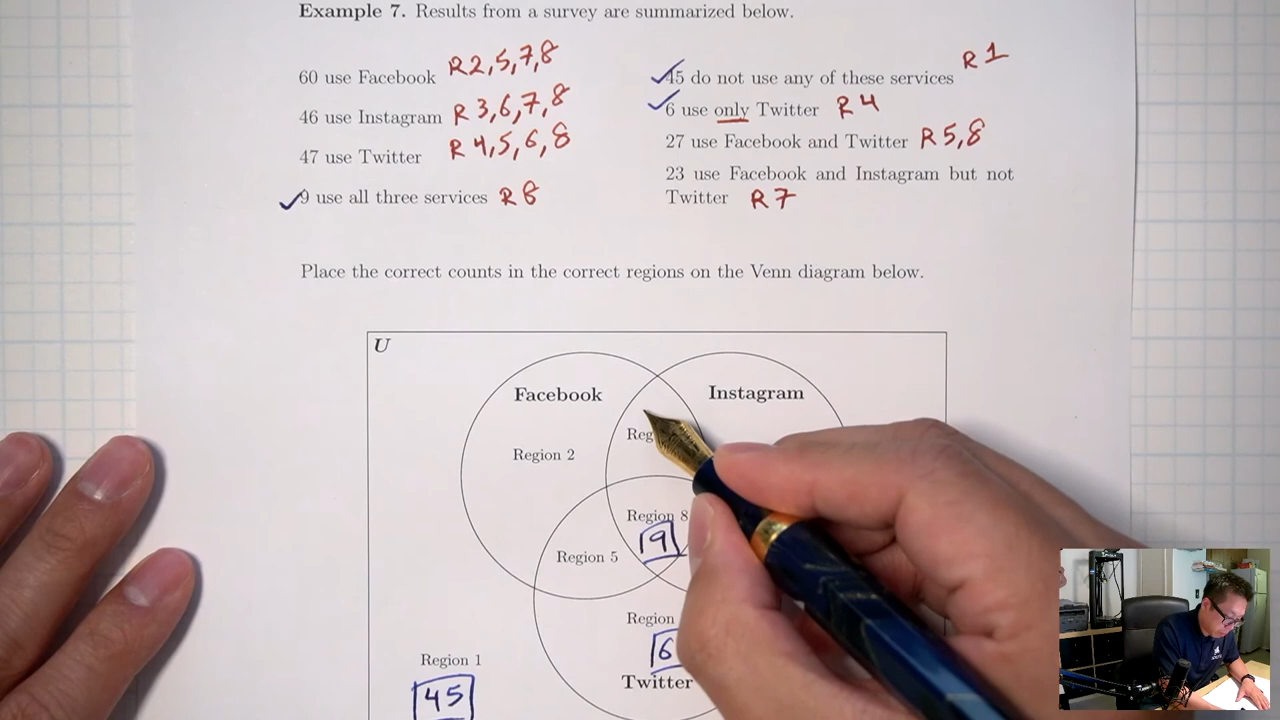 Example 7. Results from a survey are summarized below.
60 use Facebook R2,5,7,8
46 use Instagram R 3,6,7,8
47 use Twitter R 4,5,6,8
9 use all three services R8
45 do not use any of these services R1
6 use only Twitter R4
27 use Facebook and Twitter R5,8
23 use Facebook and Instagram but not
Twitter R7
Place the correct counts in the correct regions on the Venn diagram below.
U
Facebook Instagram
Reg
Region 2
Region 8
9
Region 5
Region
6
Region 1
Twitter
45